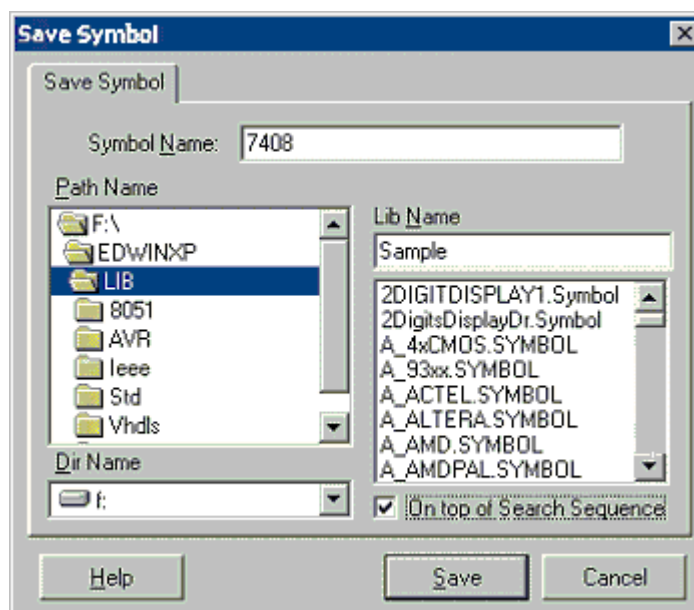 Save Symbol
Save Symbol
Symbol Name: 7408
Path Name
F:\
EDWINXP
LIB
8051
AVR
Ieee
Std
Vhdls
Dir Name
f:
Lib Name
Sample
2DIGITDISPLAY1.Symbol
2DigitsDisplayDr.Symbol
A_4xCMOS.SYMBOL
A_93xx.SYMBOL
A_ACTEL.SYMBOL
A_ALTERA.SYMBOL
A_AMD.SYMBOL
A_AMDPAL.SYMBOL
On top of Search Sequence
Help
Save
Cancel